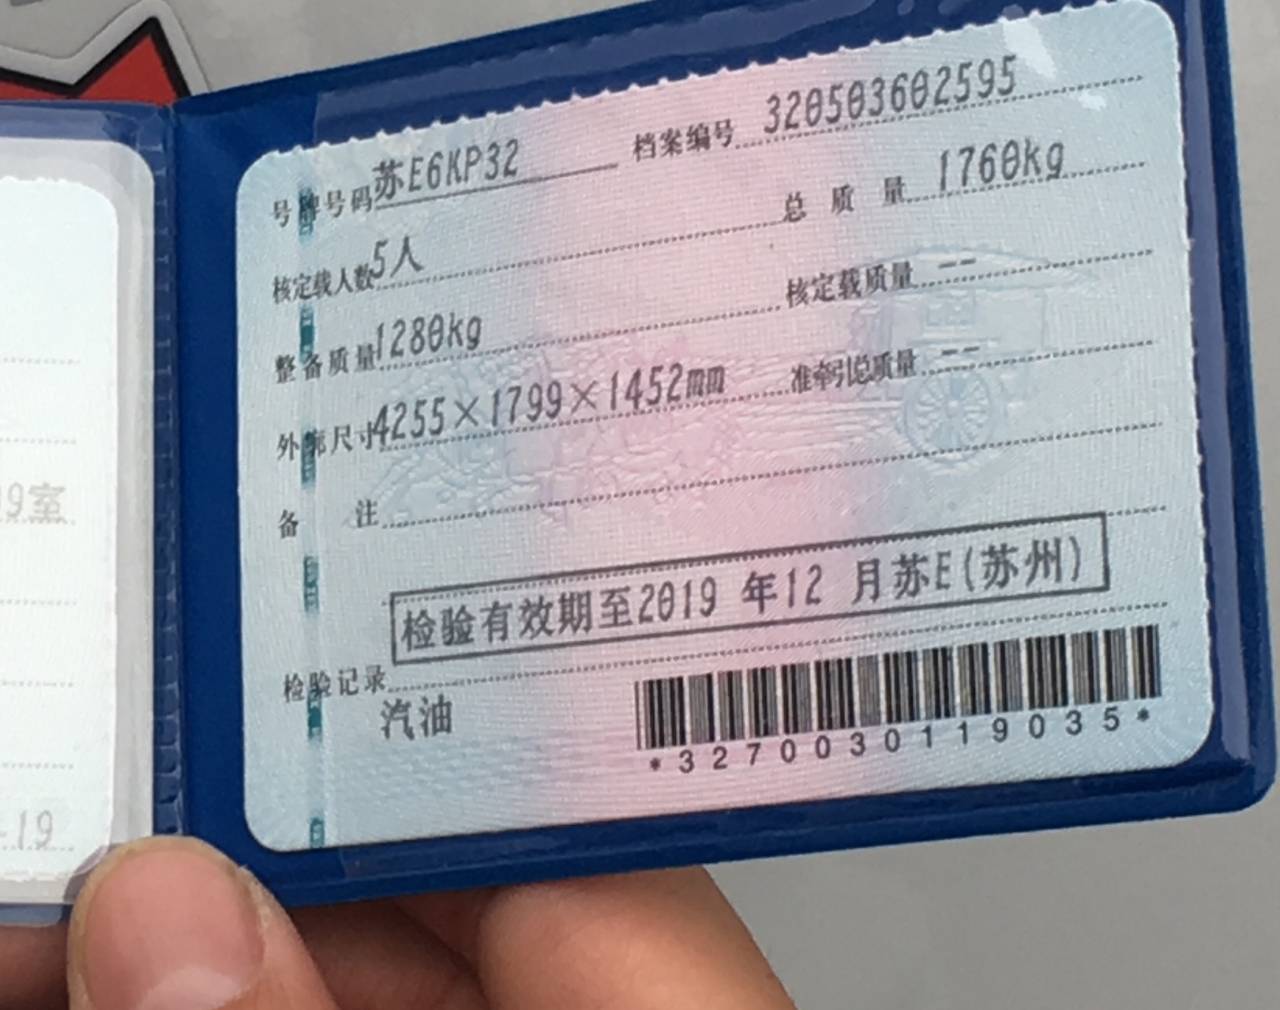 号牌号码 苏E6KP32 档案编号 320503602595
核定载人数 5人 总质量 1760kg
整备质量 1280kg 核定载质量 --
外廓尺寸 4255×1799×1452mm 准牵引总质量 --
备注
检验有效期至2019 年12 月苏E(苏州)
检验记录
汽油
*3270030119035*
9室
-19